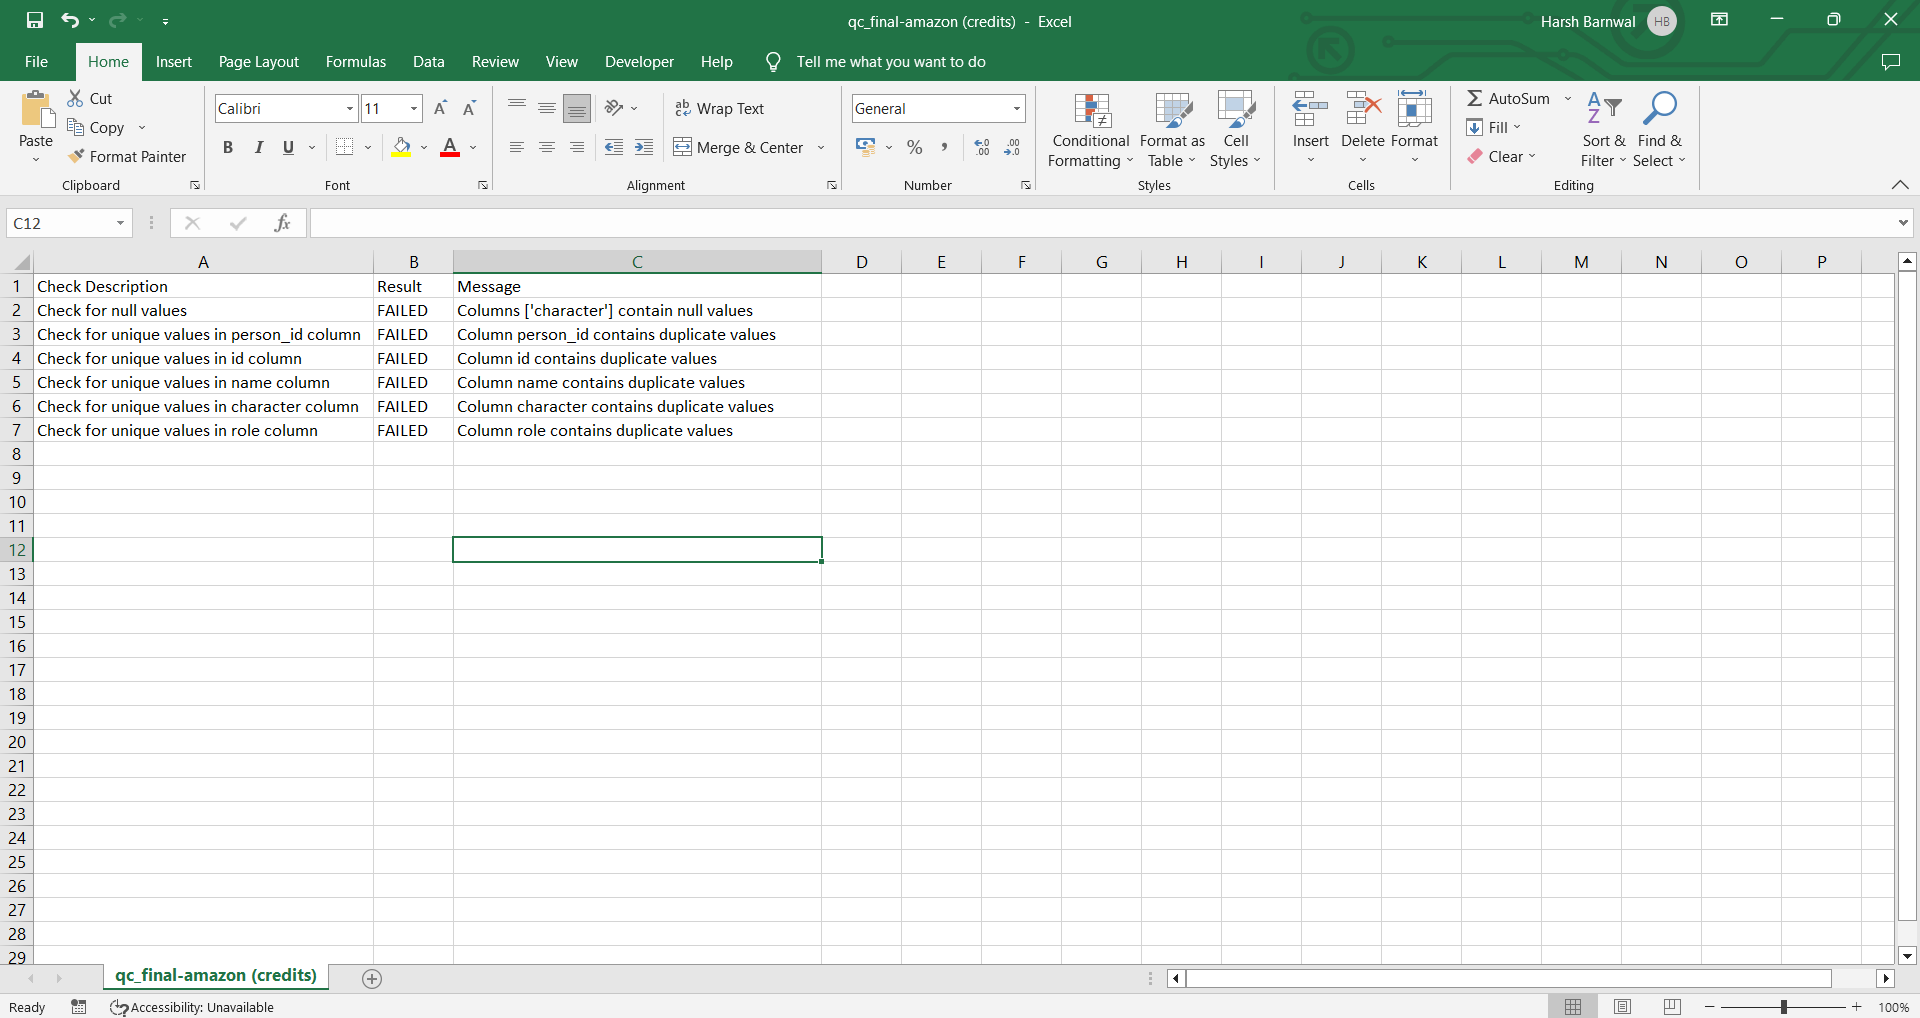 qc_final-amazon (credits) - Excel
Harsh Barnwal HB
File Home Insert Page Layout Formulas Data Review View Developer Help Tell me what you want to do
Paste
Cut
Copy
Format Painter
Clipboard
Calibri 11
A A
B I U A
Font
ab Wrap Text
Merge & Center
Alignment
General
% ,
Number
Conditional Formatting
Format as Table
Cell Styles
Styles
Insert Delete Format
Cells
AutoSum
Fill
Clear
Sort & Filter
Find & Select
Editing
C12 fx
A B C D E F G H I J K L M N O P
1 Check Description Result Message
2 Check for null values FAILED Columns ['character'] contain null values
3 Check for unique values in person_id column FAILED Column person_id contains duplicate values
4 Check for unique values in id column FAILED Column id contains duplicate values
5 Check for unique values in name column FAILED Column name contains duplicate values
6 Check for unique values in character column FAILED Column character contains duplicate values
7 Check for unique values in role column FAILED Column role contains duplicate values
8
9
10
11
12
13
14
15
16
17
18
19
20
21
22
23
24
25
26
27
28
29
qc_final-amazon (credits)
Ready Accessibility: Unavailable 100%